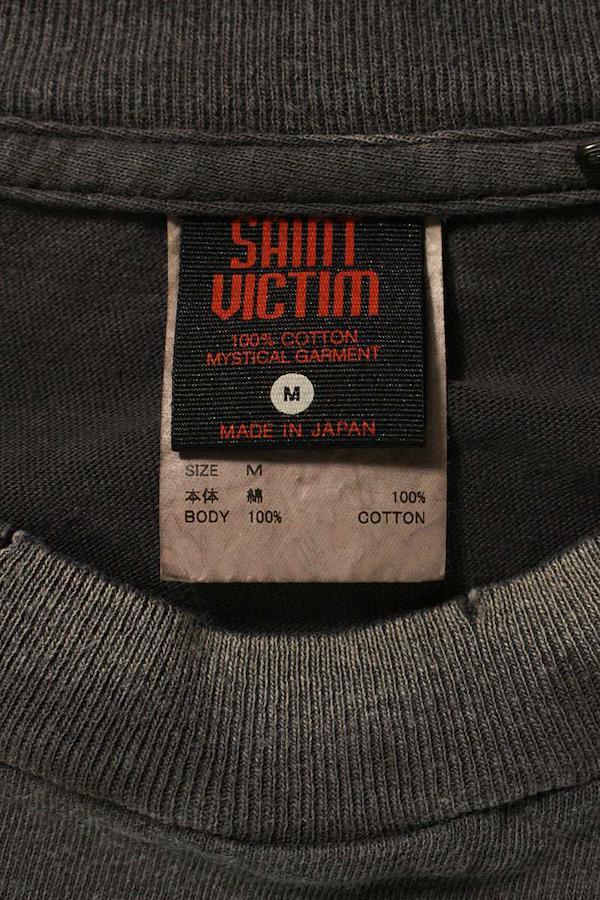 SAINT
VICTIM
100% COTTON
MYSTICAL GARMENT
M
MADE IN JAPAN
SIZE M
本体 綿 100%
BODY 100% COTTON